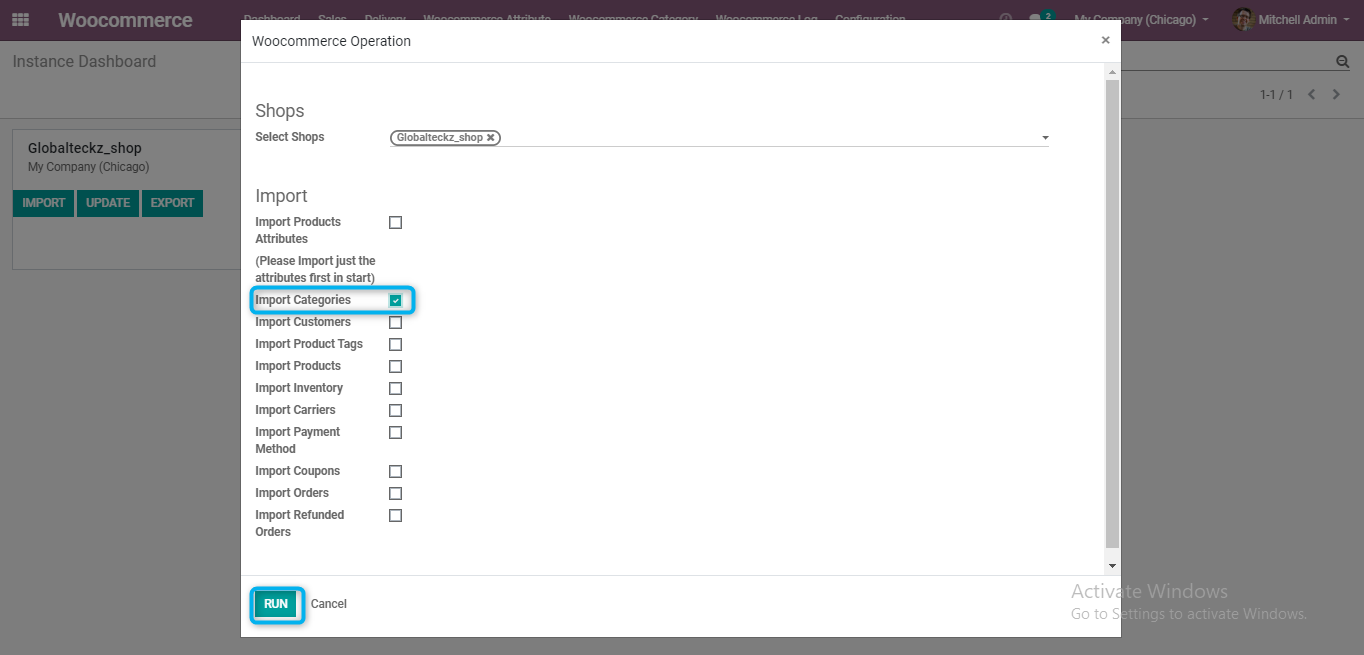 Woocommerce
Dashboard Sales Delivery Woocommerce Attribute Woocommerce Category Woocommerce Log Configuration
2
My Company (Chicago)
Mitchell Admin
Instance Dashboard
1-1 / 1
Globalteckz_shop
My Company (Chicago)
IMPORT UPDATE EXPORT
Woocommerce Operation
×
Shops
Select Shops
Globalteckz_shop
Import
Import Products
Attributes
(Please Import just the
attributes first in start)
Import Categories
Import Customers
Import Product Tags
Import Products
Import Inventory
Import Carriers
Import Payment
Method
Import Coupons
Import Orders
Import Refunded
Orders
RUN Cancel
Activate Windows
Go to Settings to activate Windows.